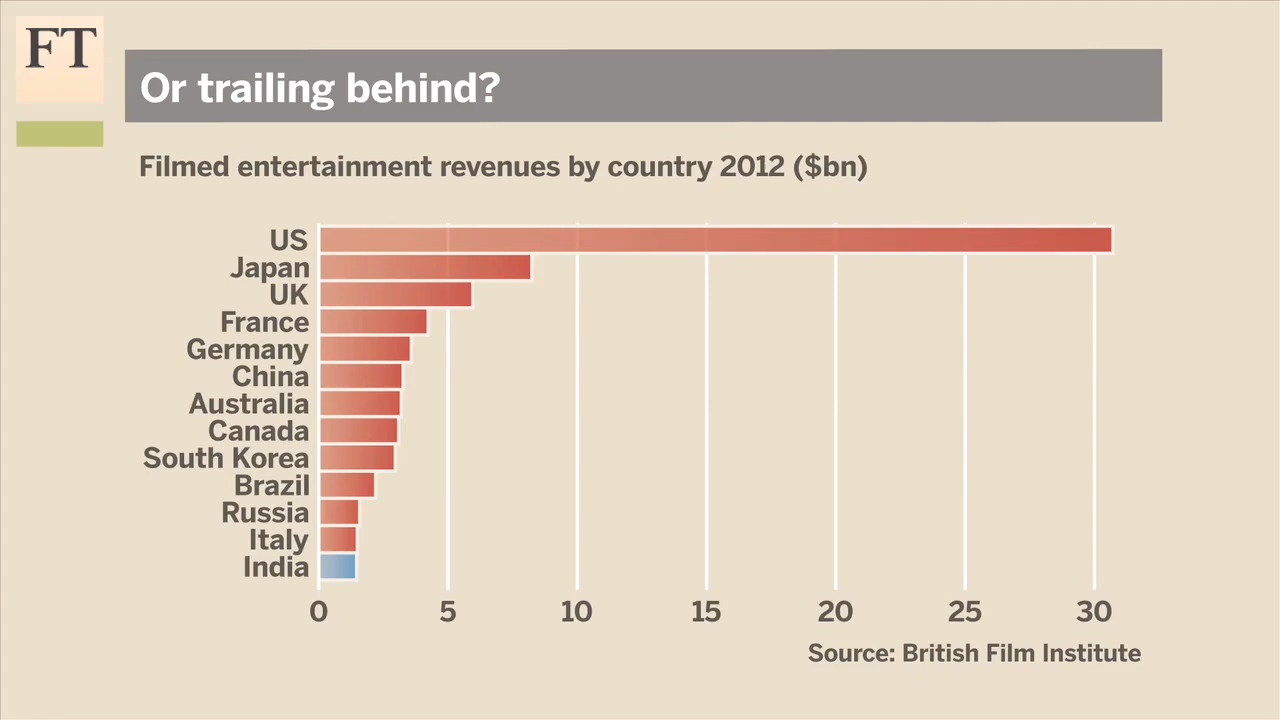 FT
Or trailing behind?
Filmed entertainment revenues by country 2012 ($bn)
US
Japan
UK
France
Germany
China
Australia
Canada
South Korea
Brazil
Russia
Italy
India
0 5 10 15 20 25 30
Source: British Film Institute